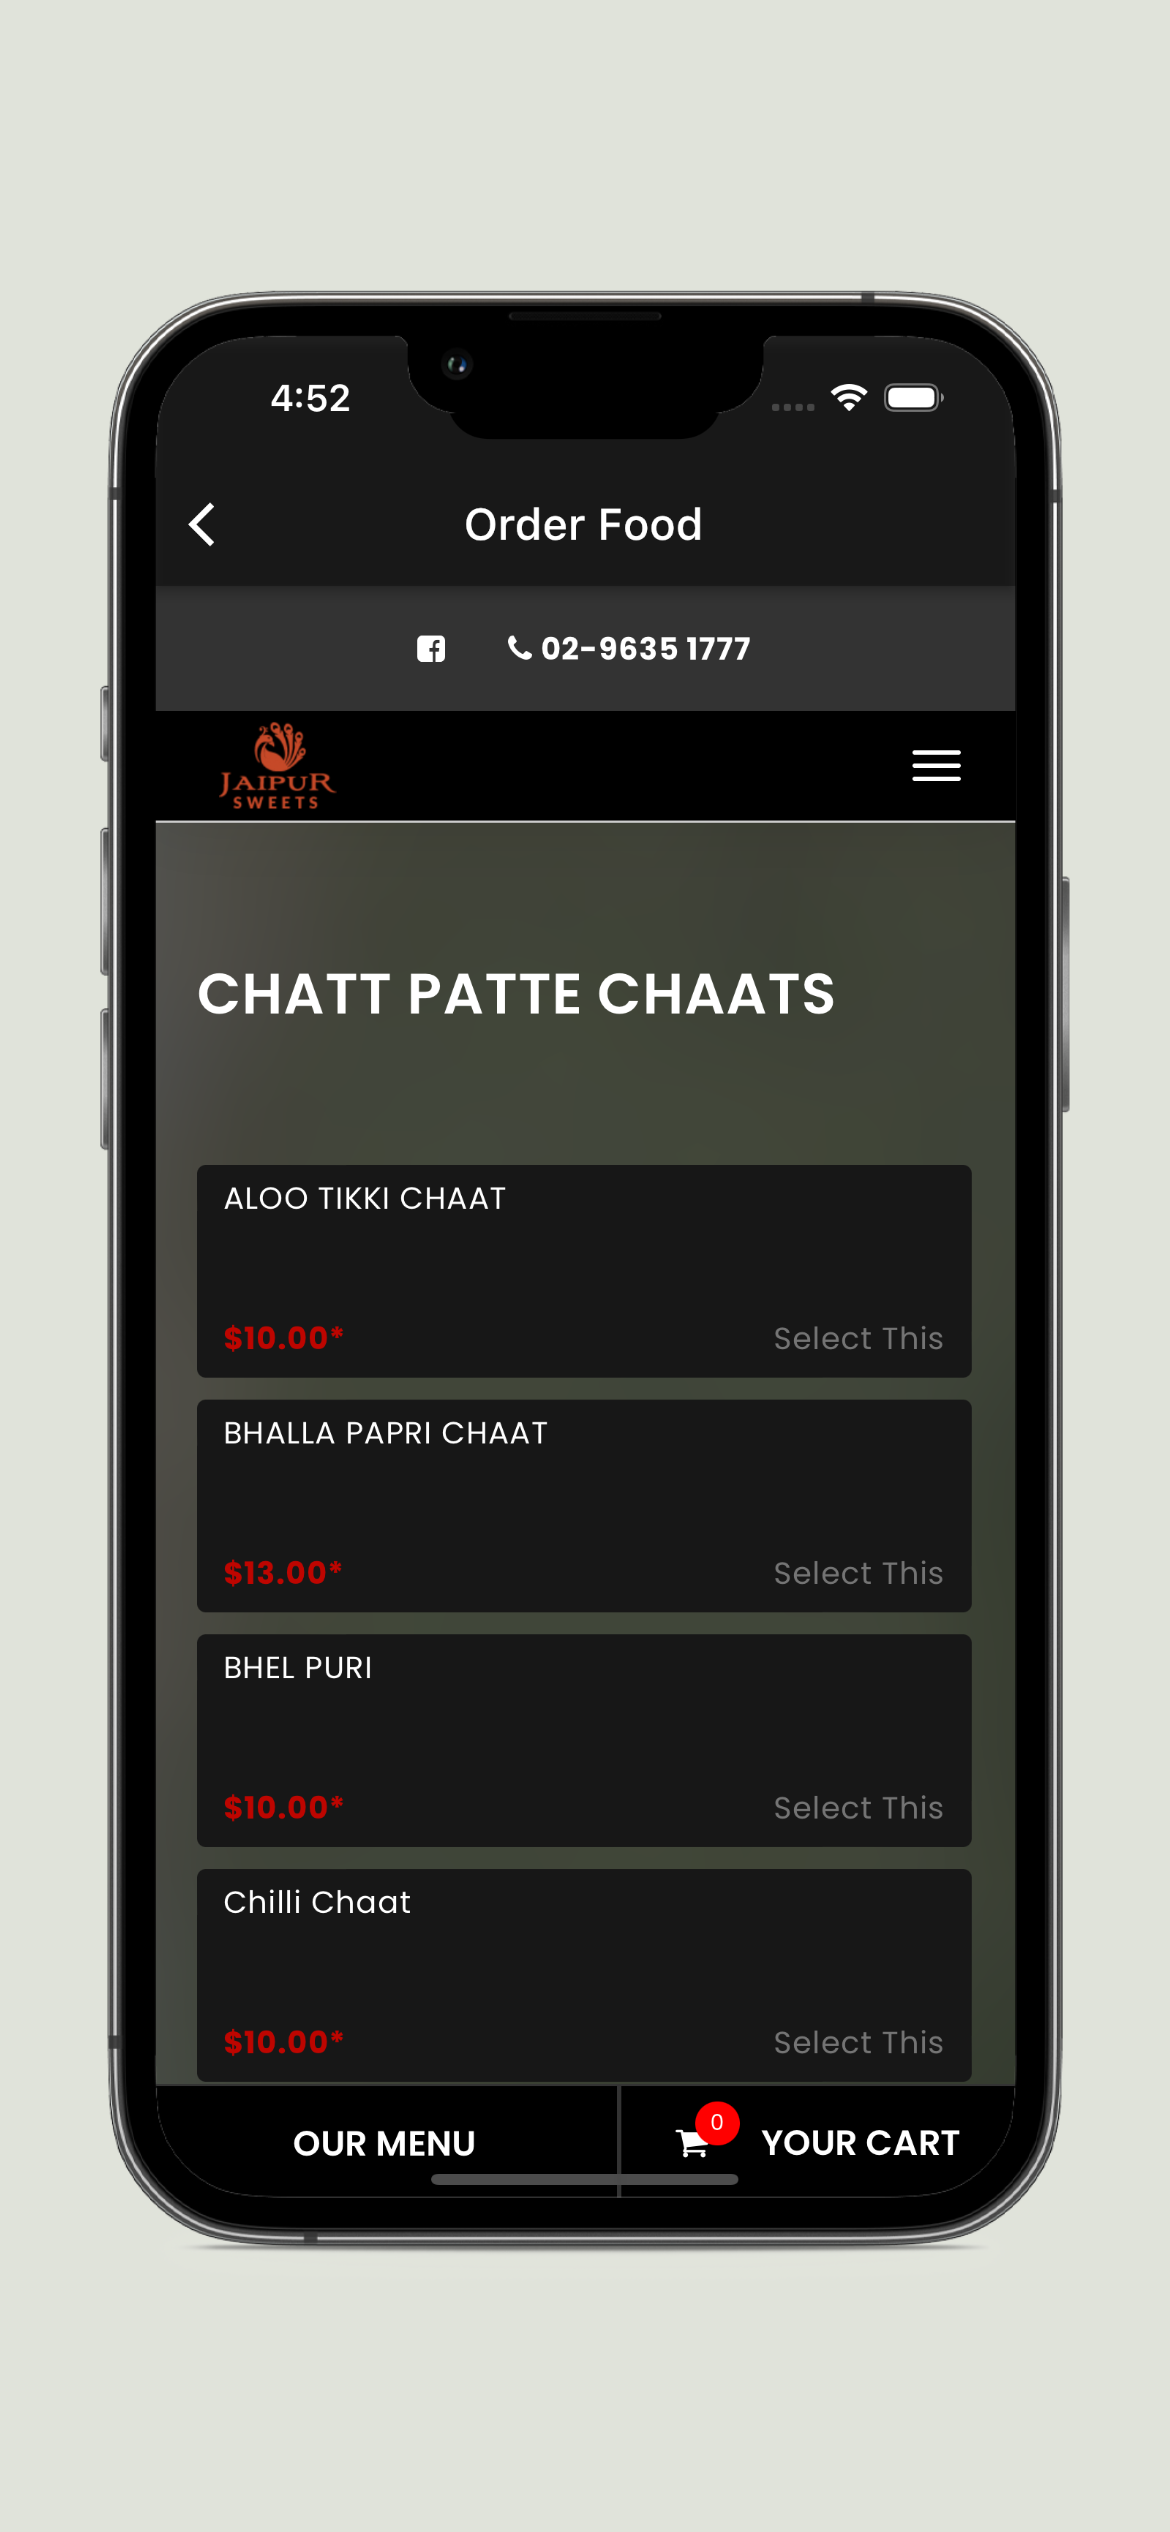 4:52
Order Food
02-9635 1777
JAIPUR
SWEETS
CHATT PATTE CHAATS
ALOO TIKKI CHAAT
$10.00* Select This
BHALLA PAPRI CHAAT
$13.00* Select This
BHEL PURI
$10.00* Select This
Chilli Chaat
$10.00* Select This
OUR MENU 0 YOUR CART